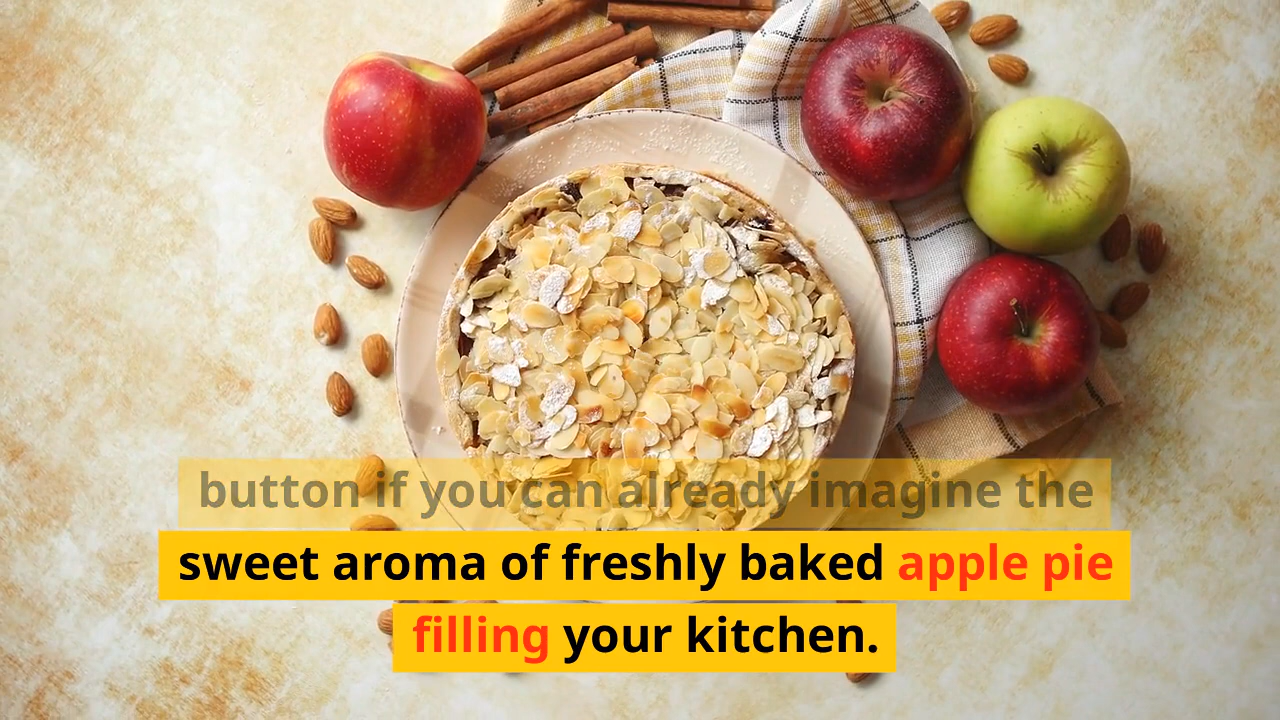 button if you can already imagine the
sweet aroma of freshly baked apple pie
filling your kitchen.